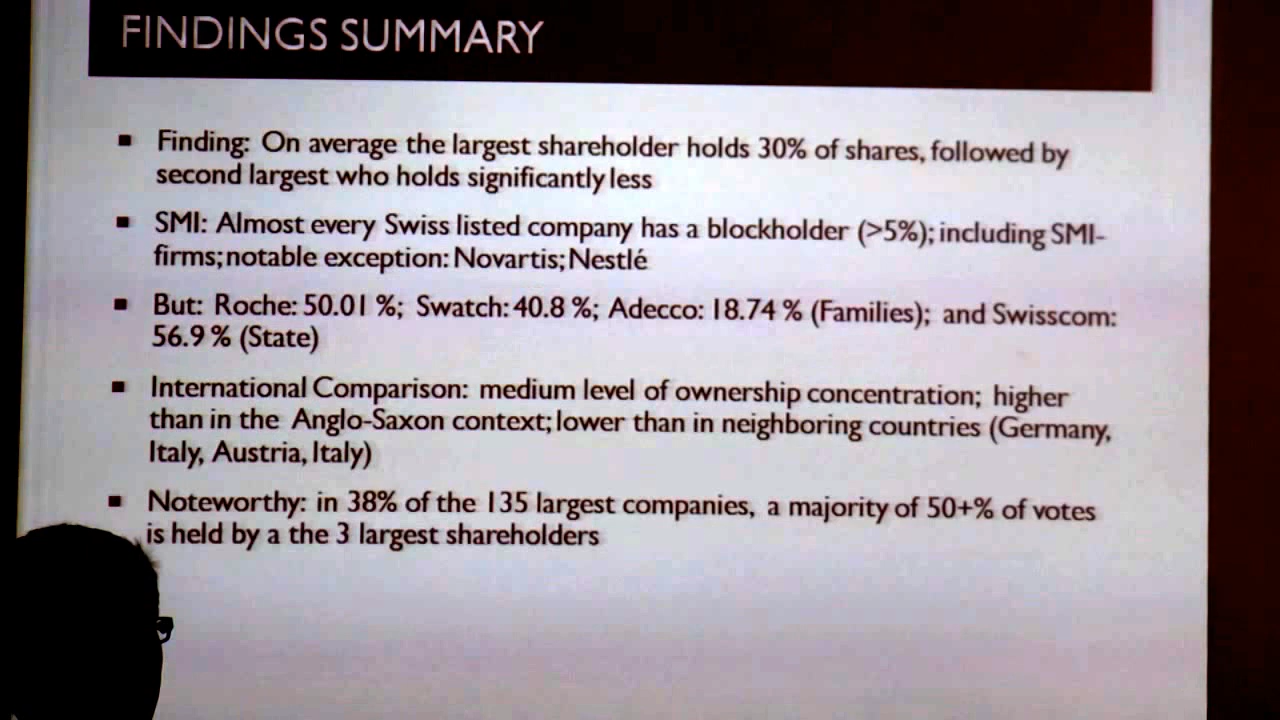 FINDINGS SUMMARY
▪ Finding: On average the largest shareholder holds 30% of shares, followed by
second largest who holds significantly less
▪ SMI: Almost every Swiss listed company has a blockholder (>5%); including SMI-
firms; notable exception: Novartis; Nestlé
▪ But: Roche: 50.01 %; Swatch: 40.8 %; Adecco: 18.74 % (Families); and Swisscom:
56.9 % (State)
▪ International Comparison: medium level of ownership concentration; higher
than in the Anglo-Saxon context; lower than in neighboring countries (Germany,
Italy, Austria, Italy)
▪ Noteworthy: in 38% of the 135 largest companies, a majority of 50+% of votes
is held by a the 3 largest shareholders